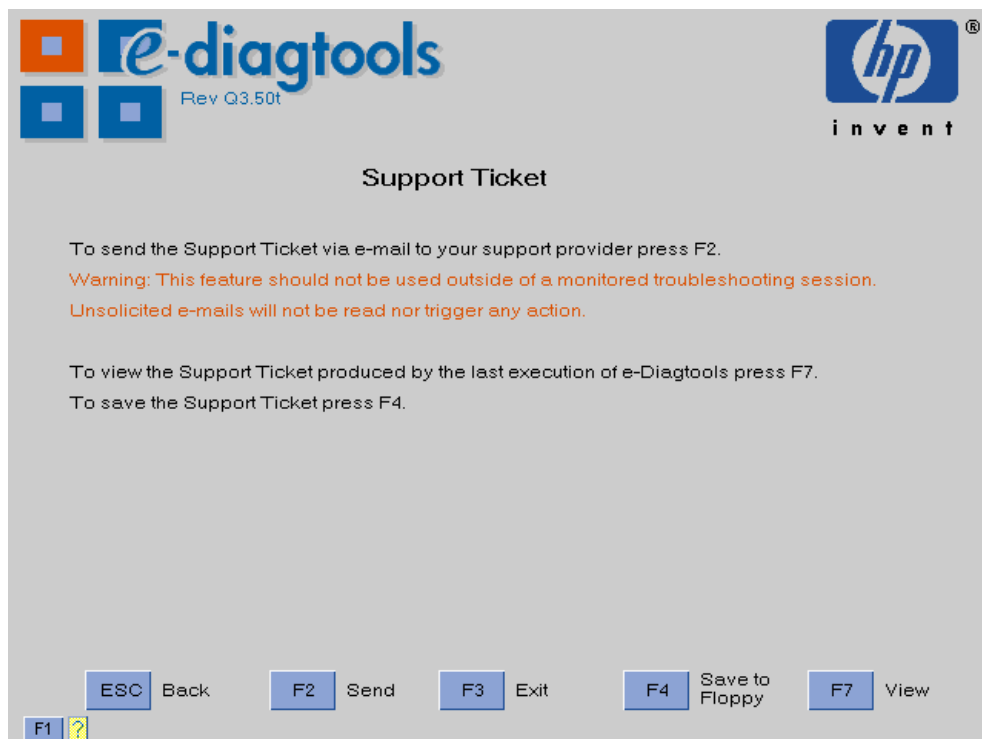 e-diagtools
Rev Q3.50t
hp
®
invent
Support Ticket
To send the Support Ticket via e-mail to your support provider press F2.
Warning: This feature should not be used outside of a monitored troubleshooting session.
Unsolicited e-mails will not be read nor trigger any action.
To view the Support Ticket produced by the last execution of e-Diagtools press F7.
To save the Support Ticket press F4.
ESC Back F2 Send F3 Exit F4 Save to Floppy F7 View
F1 ?